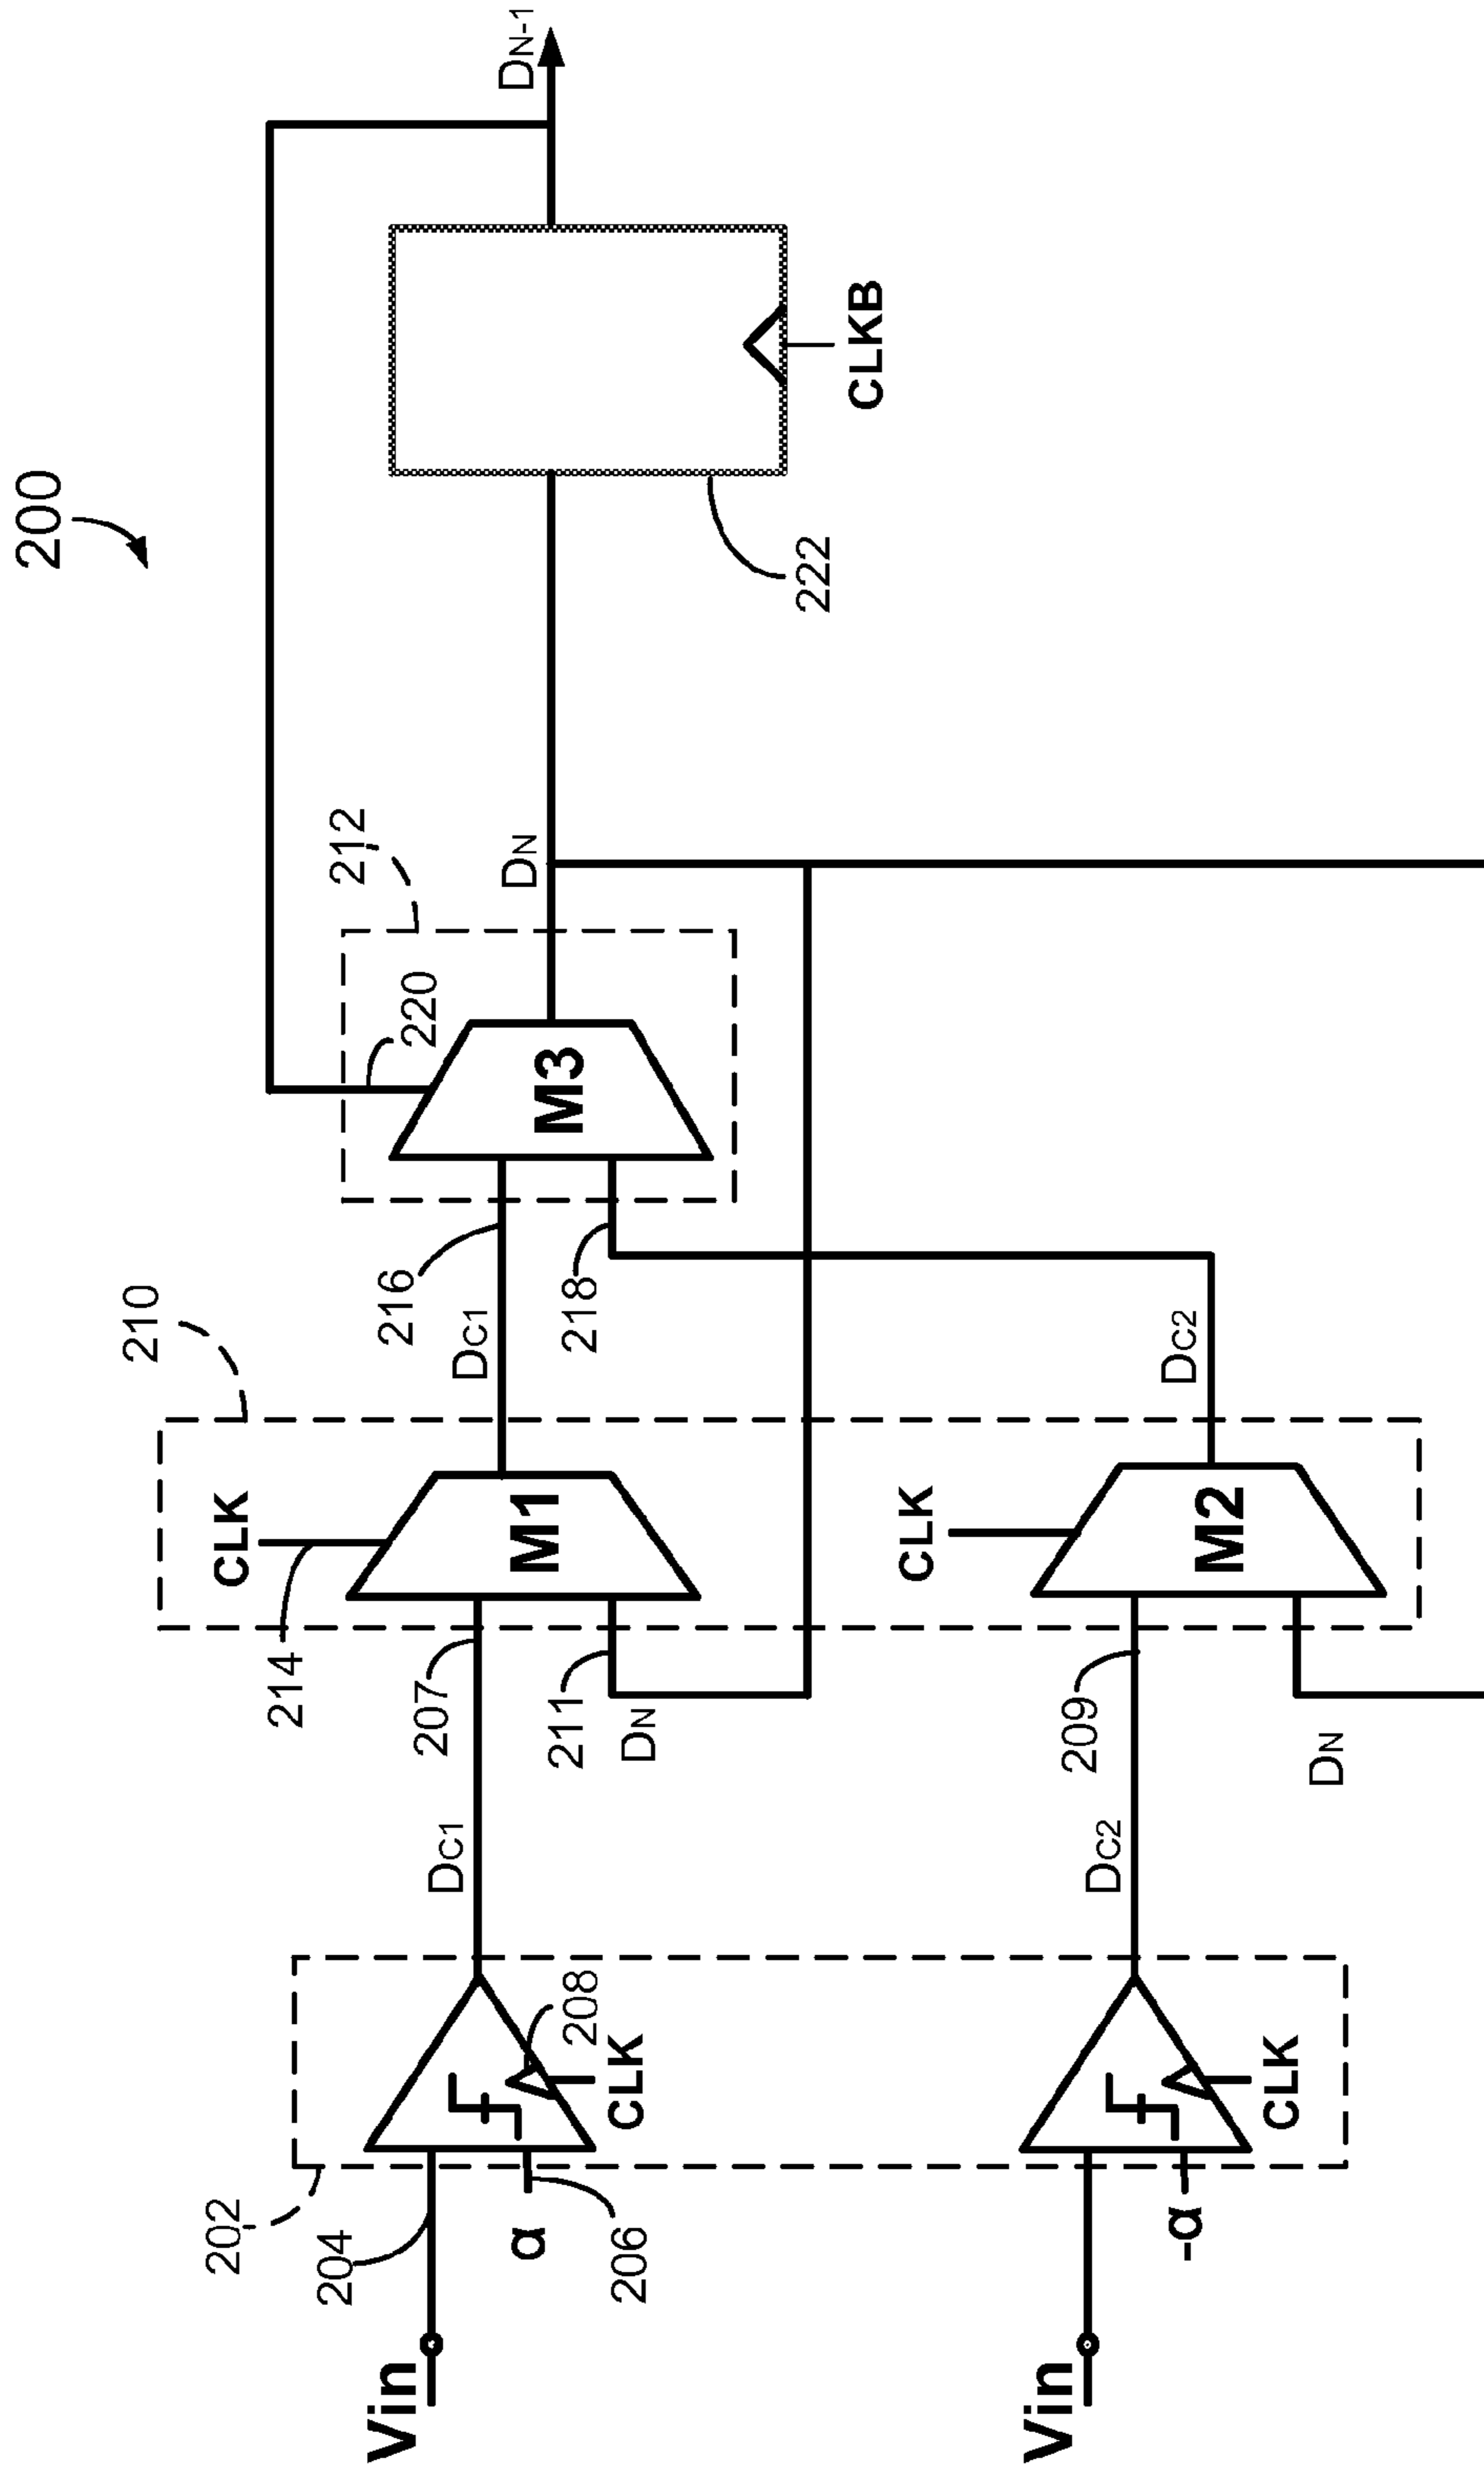 200
202
204
Vin
α
206
208
CLK
DC1
207
214
CLK
210
M1
211
DN
DC1
216
218
212
220
M3
DN
222
CLKB
DN-1
Vin
-α
CLK
DC2
209
CLK
M2
DN
DC2